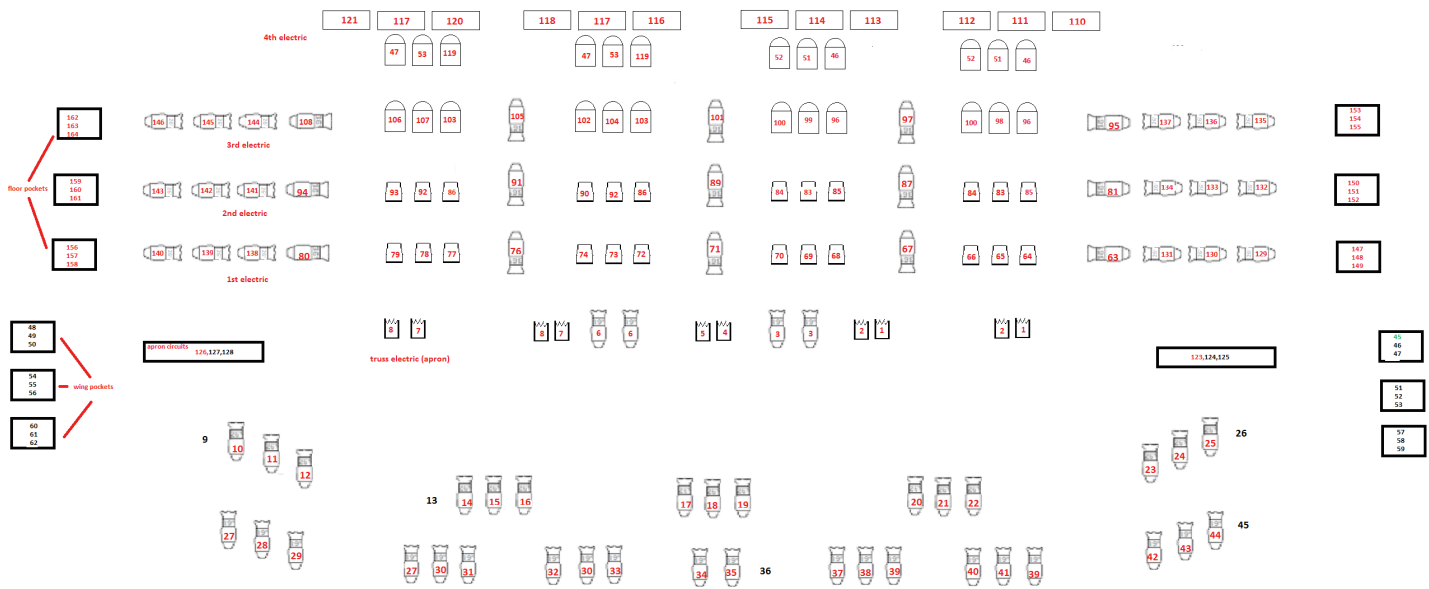 121 117 120 118 117 116 115 114 113 112 111 110
4th electric
47 53 119 47 53 119 52 51 46 52 51 46
162 153
163 154
164 155
146 145 144 108 106 107 103 105 102 104 103 101 100 99 96 97 100 98 96 95 137 136 135
3rd electric
floor pockets
159 150
160 151
161 152
143 142 141 94 93 92 86 91 90 92 86 89 84 83 85 87 84 83 85 81 134 133 132
2nd electric
156 147
157 148
158 149
140 139 138 80 79 78 77 76 74 73 72 71 70 69 68 67 66 65 64 63 131 130 129
1st electric
48
49
50
8 7 8 7 6 6 5 4 3 3 2 1 2 1
45
46
47
apron circuits
126,127,128
123,124,125
truss electric (apron)
54
55
56
wing pockets
51
52
53
60
61
62
57
58
59
9 10 11 12
23 24 25 26
13 14 15 16 17 18 19 20 21 22
27 28 29
42 43 44 45
27 30 31 32 30 33 34 35 36 37 38 39 40 41 39